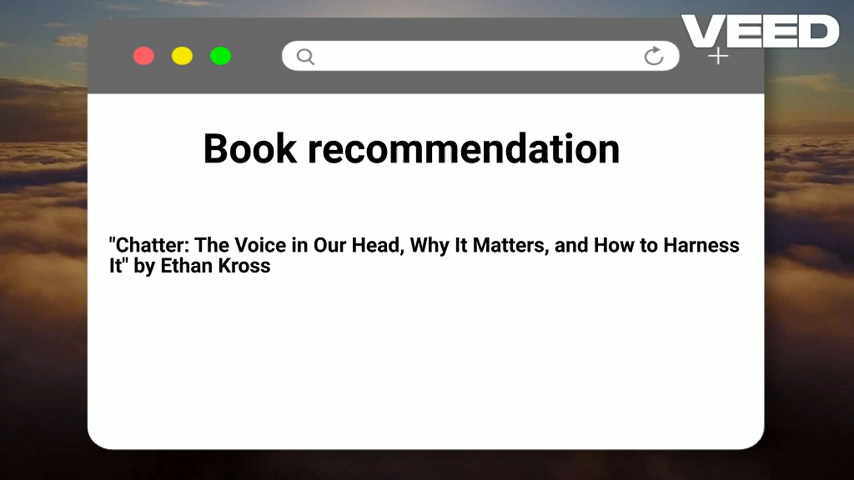 VEED
Book recommendation
"Chatter: The Voice in Our Head, Why It Matters, and How to Harness
It" by Ethan Kross